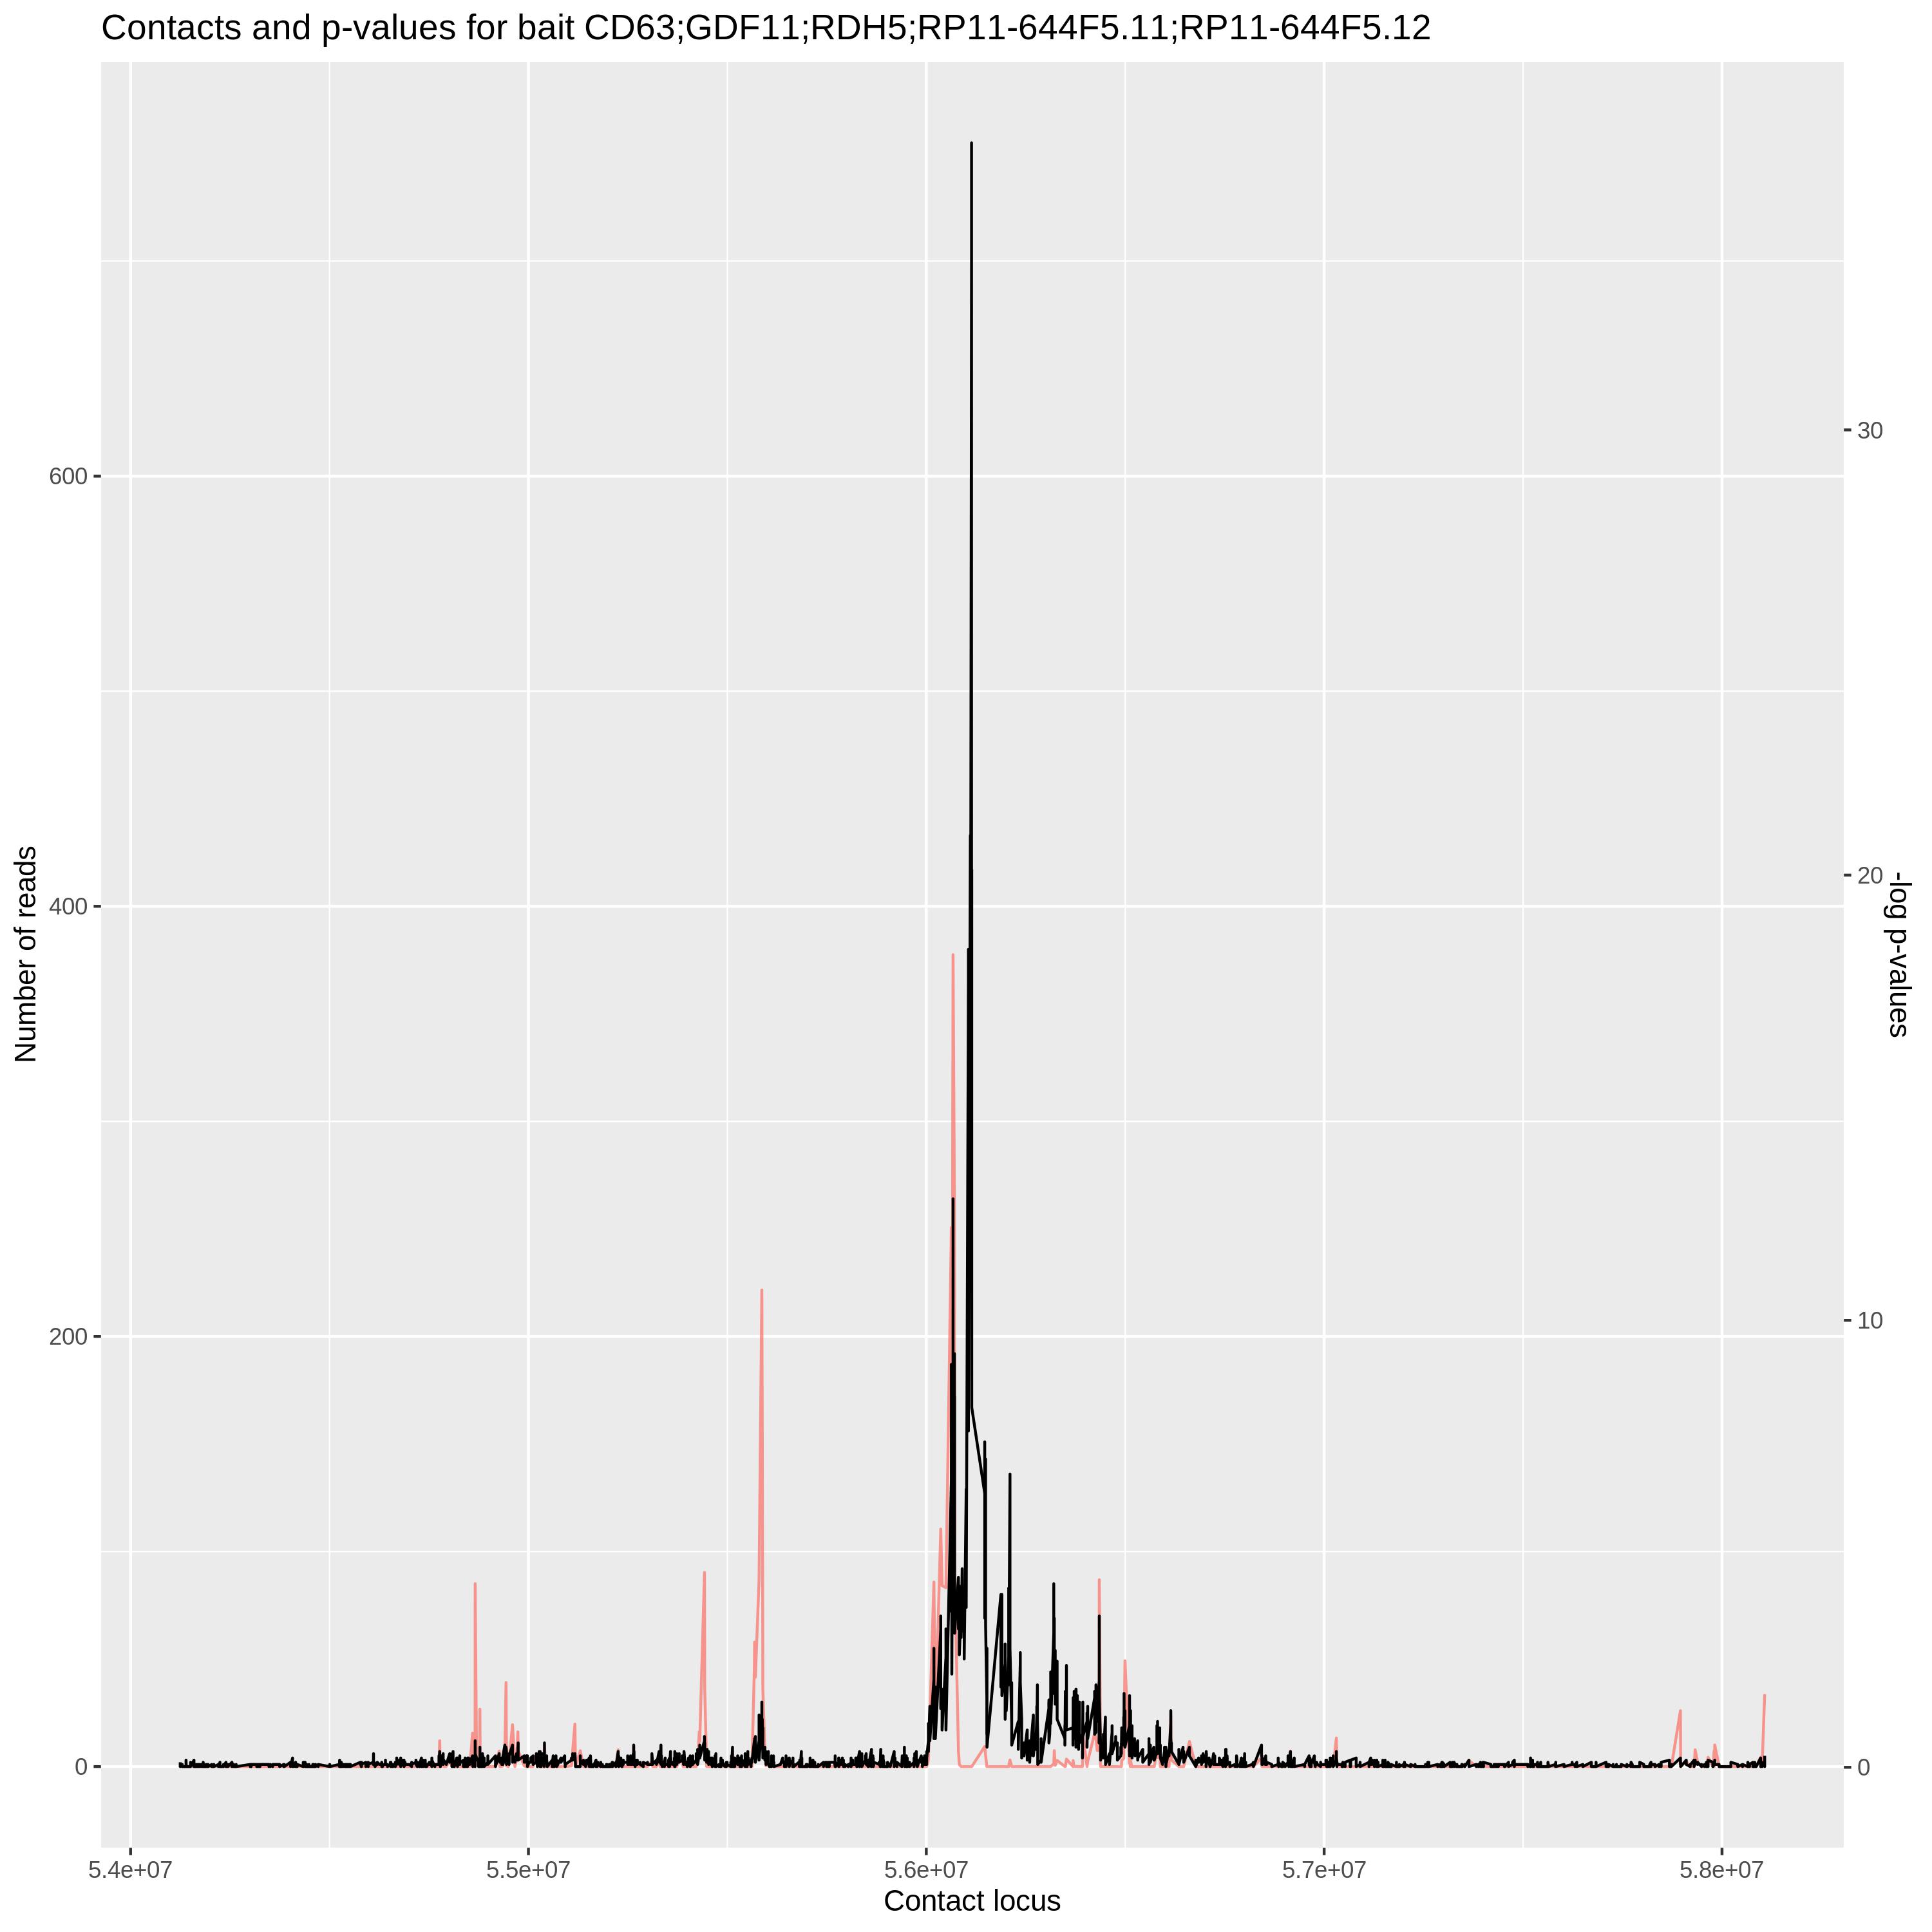 Contacts and p-values for bait CD63;GDF11;RDH5;RP11-644F5.11;RP11-644F5.12
Number of reads
600
400
200
0
30
20
10
0
-log p-values
5.4e+07 5.5e+07 5.6e+07 5.7e+07 5.8e+07
Contact locus